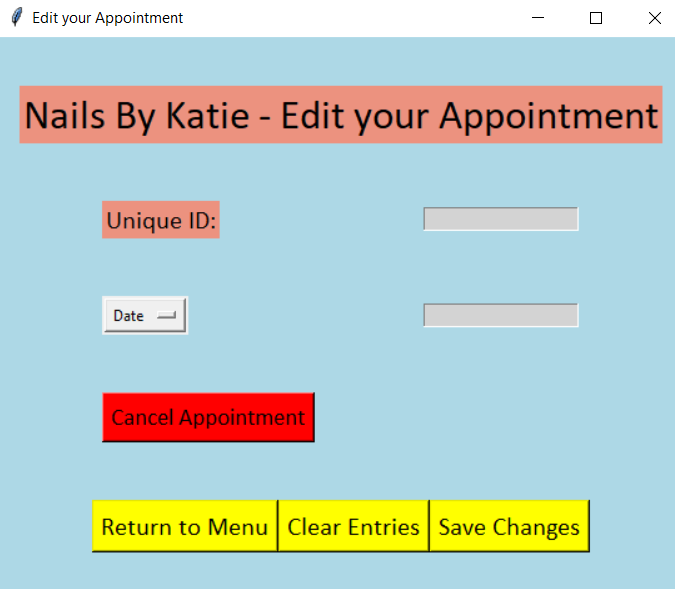 Edit your Appointment
Nails By Katie - Edit your Appointment
Unique ID:
Date
Cancel Appointment
Return to Menu Clear Entries Save Changes